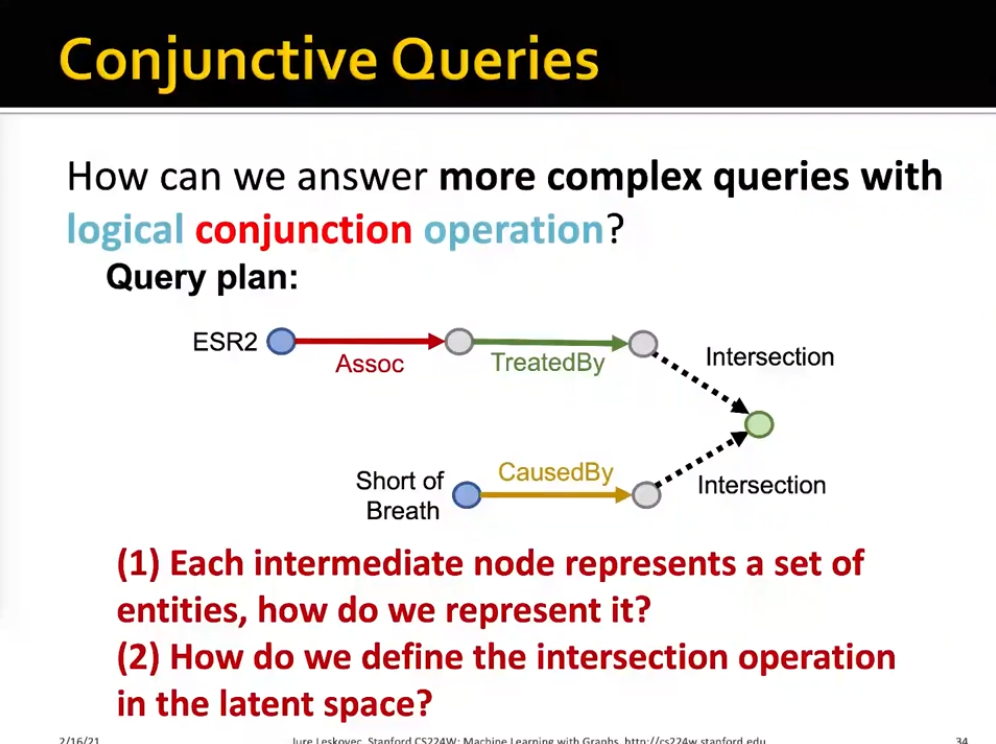 Conjunctive Queries
How can we answer more complex queries with
logical conjunction operation?
Query plan:
ESR2
Assoc
TreatedBy
Intersection
Short of
Breath
CausedBy
Intersection
(1) Each intermediate node represents a set of
entities, how do we represent it?
(2) How do we define the intersection operation
in the latent space?
2/16/21
Jure Leskovec, Stanford CS224W: Machine Learning with Graphs, http://cs224w.stanford.edu
34